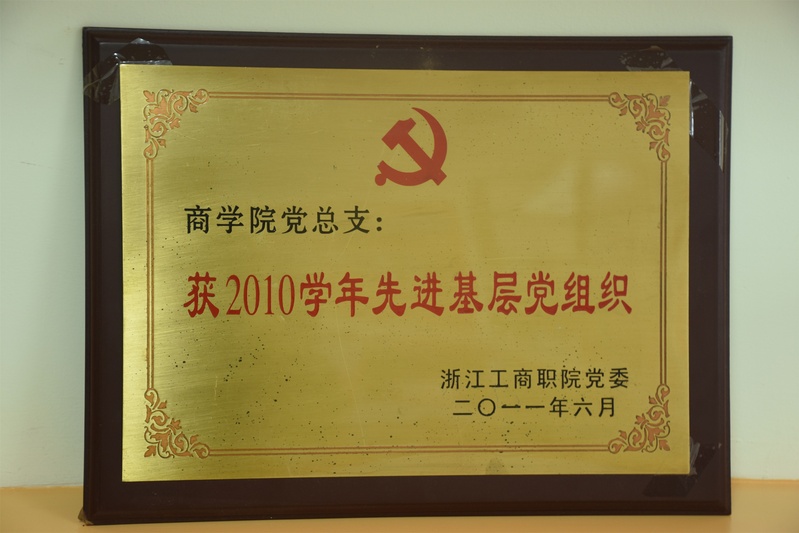 商学院党总支：
获2010学年先进基层党组织
浙江工商职院党委
二〇一一年六月